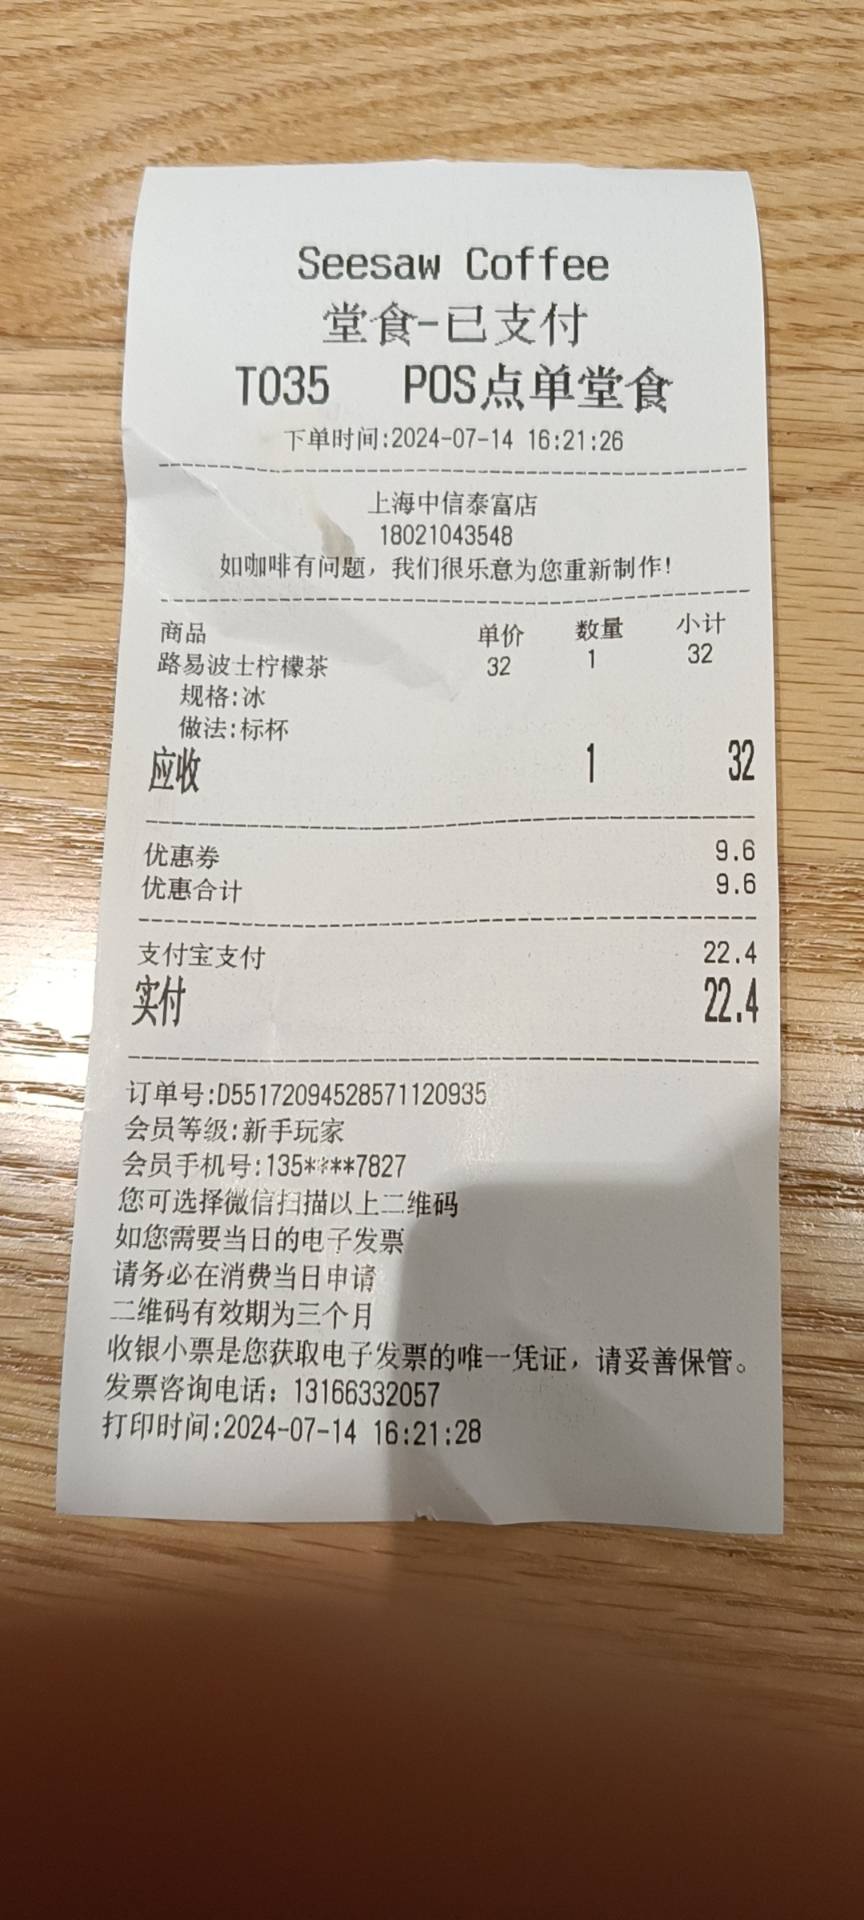 Seesaw Coffee
堂食-已支付
T035 POS点单堂食
下单时间:2024-07-14 16:21:26
上海中信泰富店
18021043548
如咖啡有问题，我们很乐意为您重新制作!
商品 单价 数量 小计
路易波士柠檬茶 32 1 32
规格:冰
做法:标杯
应收 1 32
优惠券 9.6
优惠合计 9.6
支付宝支付 22.4
实付 22.4
订单号:D55172094528571120935
会员等级:新手玩家
会员手机号:135****7827
您可选择微信扫描以上二维码
如您需要当日的电子发票
请务必在消费当日申请
二维码有效期为三个月
收银小票是您获取电子发票的唯一凭证，请妥善保管。
发票咨询电话：13166332057
打印时间:2024-07-14 16:21:28